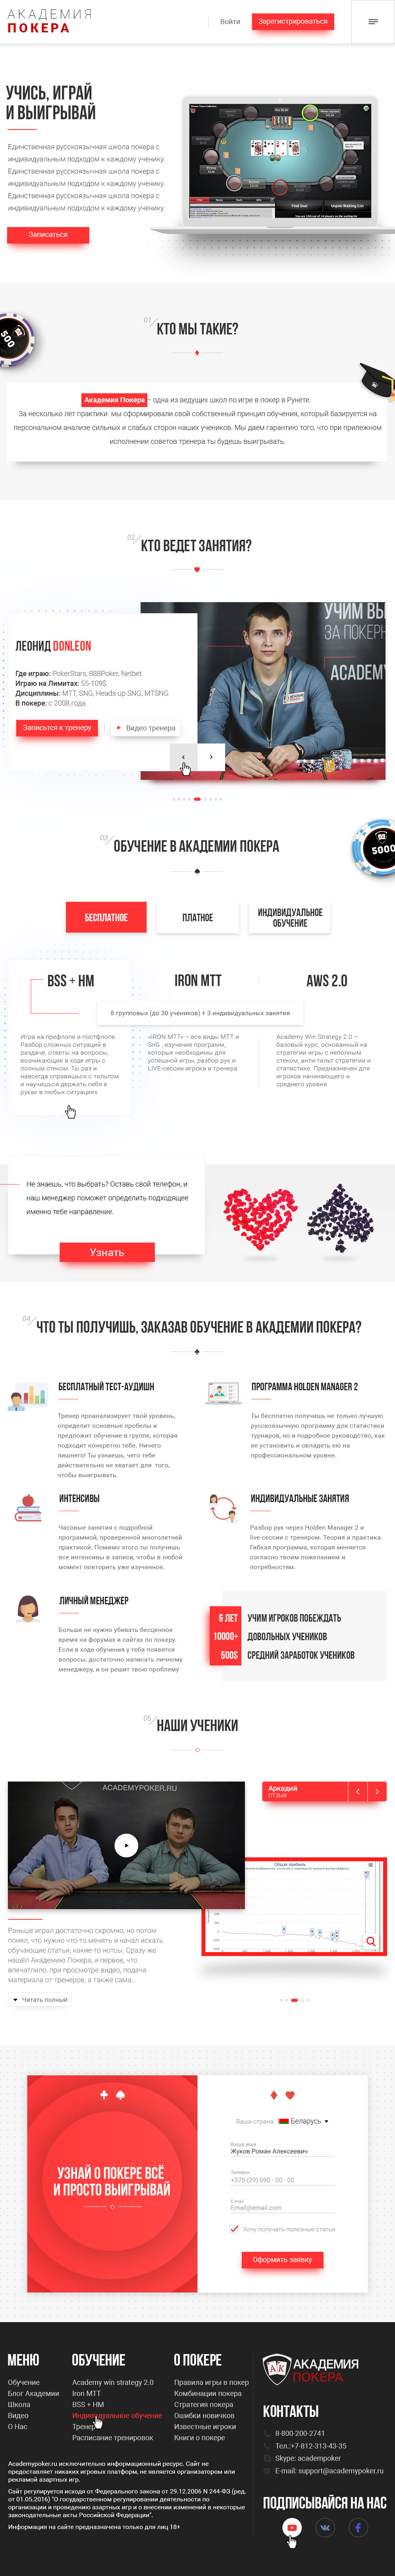 АКАДЕМИЯ
ПОКЕРА
Войти
Зарегистрироваться
УЧИСЬ, ИГРАЙ
И ВЫИГРЫВАЙ
Единственная русскоязычная школа покера с
индивидуальным подходом к каждому ученику.
Единственная русскоязычная школа покера с
индивидуальным подходом к каждому ученику.
Единственная русскоязычная школа покера с
индивидуальным подходом к каждому ученику.
Записаться
01
КТО МЫ ТАКИЕ?
500
Академия Покера – одна из ведущих школ по игре в покер в Рунете.
За несколько лет практики мы сформировали свой собственный принцип обучения, который базируется на
персональном анализе сильных и слабых сторон наших учеников. Мы даем гарантию того, что при прилежном
исполнении советов тренера ты будешь выигрывать.
02
КТО ВЕДЕТ ЗАНЯТИЯ?
ЛЕОНИД DONLEON
Где играю: PokerStars, 888Poker, Netbet
Играю на Лимитах: 55-109$
Дисциплины: MTT, SNG, Heads-up SNG, MTSNG
В покере: с 2008 года
Записьтся к тренеру
Видео тренера
03
ОБУЧЕНИЕ В АКАДЕМИИ ПОКЕРА
5000
БЕСПЛАТНОЕ
ПЛАТНОЕ
ИНДИВИДУАЛЬНОЕ
ОБУЧЕНИЕ
BSS + HM
IRON MTT
AWS 2.0
8 групповых (до 30 учеников) + 3 индивидуальных занятия
Игра на префлопе и постфлопе.
Разбор сложных ситуаций в
раздаче, ответы на вопросы,
возникающие в ходе игры с
полным стеком. Ты раз и
навсегда справишься с тильтом
и научишься держать себя в
руках в любых ситуациях
«IRON MTT» – все виды МТТ и
SnG , изучение программ,
которые необходимы для
успешной игры, разбор рук и
LIVE-сессии игрока и тренера
Academy Win Strategy 2.0 –
базовый курс, основанный на
стратегии игры с неполным
стеком, анти-тильт стратегии и
статистике. Предназначен для
игроков начинающего и
среднего уровня
Не знаешь, что выбрать? Оставь свой телефон, и
наш менеджер поможет определить подходящее
именно тебе направление.
Узнать
04
ЧТО ТЫ ПОЛУЧИШЬ, ЗАКАЗАВ ОБУЧЕНИЕ В АКАДЕМИИ ПОКЕРА?
БЕСПЛАТНЫЙ ТЕСТ-АУДИШН
Тренер проанализирует твой уровень,
определит основные пробелы и
предложит обучение в группе, которая
подходит конкретно тебе. Ничего
лишнего! Ты узнаешь, чего тебе
действительно не хватает для того,
чтобы выигрывать.
ПРОГРАММА HOLDEN MANAGER 2
Ты бесплатно получишь не только лучшую
русскоязычную программу для статистики
турниров, но и подробное руководство, как
ее установить и овладеть ею на
профессиональном уровне.
ИНТЕНСИВЫ
Часовые занятия с подробной
программой, проверенной многолетней
практикой. Помимо этого ты получишь
все интенсивы в записи, чтобы в любой
момент повторить уже изученное.
ИНДИВИДУАЛЬНЫЕ ЗАНЯТИЯ
Разбор рук через Holden Manager 2 и
live-сессии с тренером. Теория и практика.
Гибкая программа, которая меняется
согласно твоим пожеланиям и
потребностям.
ЛИЧНЫЙ МЕНЕДЖЕР
Больше не нужно убивать бесценное
время на форумах и сайтах по покеру.
Если в ходе обучения у тебя появятся
вопросы, достаточно написать личному
менеджеру, и он решит твою проблему
6 ЛЕТ УЧИМ ИГРОКОВ ПОБЕЖДАТЬ
10000+ ДОВОЛЬНЫХ УЧЕНИКОВ
500$ СРЕДНИЙ ЗАРАБОТОК УЧЕНИКОВ
05
НАШИ УЧЕНИКИ
ACADEMYPOKER.RU
Аркадий
ОТЗЫВ
Общая прибыль
Раньше играл достаточно скромно, но потом
понял, что нужно что-то менять и начал искать
обучающие статьи, какие-то нотсы. Сразу же
нашёл Академию Покера, и первое, что
впечатлило, при просмотре видео, подача
материала от тренеров, а также сама...
Читать полный
УЗНАЙ О ПОКЕРЕ ВСЁ
И ПРОСТО ВЫИГРЫВАЙ
Ваша страна: Беларусь
Ваше имя
Жуков Роман Алексеевич
Телефон
+375 (29) 690 - 00 - 00
E-mail
Email@email.com
Хочу получать полезные статьи
Оформить заявку
МЕНЮ
Обучение
Блог Академии
Школа
Видео
О Нас
ОБУЧЕНИЕ
Academy win strategy 2.0
Iron MTT
BSS + HM
Индивидуальное обучение
Тренер
Расписание тренировок
О ПОКЕРЕ
Правила игры в покер
Комбинации покера
Стратегия покера
Ошибки новичков
Известные игроки
Книги о покере
АКАДЕМИЯ
ПОКЕРА
КОНТАКТЫ
8-800-200-2741
Тел.:+7-812-313-43-35
Skype: academpoker
E-mail: support@academypoker.ru
Academypoker.ru исключительно информационный ресурс. Сайт не
предоставляет никаких игровых платформ, не является организатором или
рекламой азартных игр.
Сайт регулируется исходя от Федерального закона от 29.12.2006 N 244-ФЗ (ред.
от 01.05.2016) "О государственном регулировании деятельности по
организации и проведению азартных игр и о внесении изменений в некоторые
законодательные акты Российской Федерации".
Информация на сайте предназначена только для лиц 18+
ПОДПИСЫВАЙСЯ НА НАС